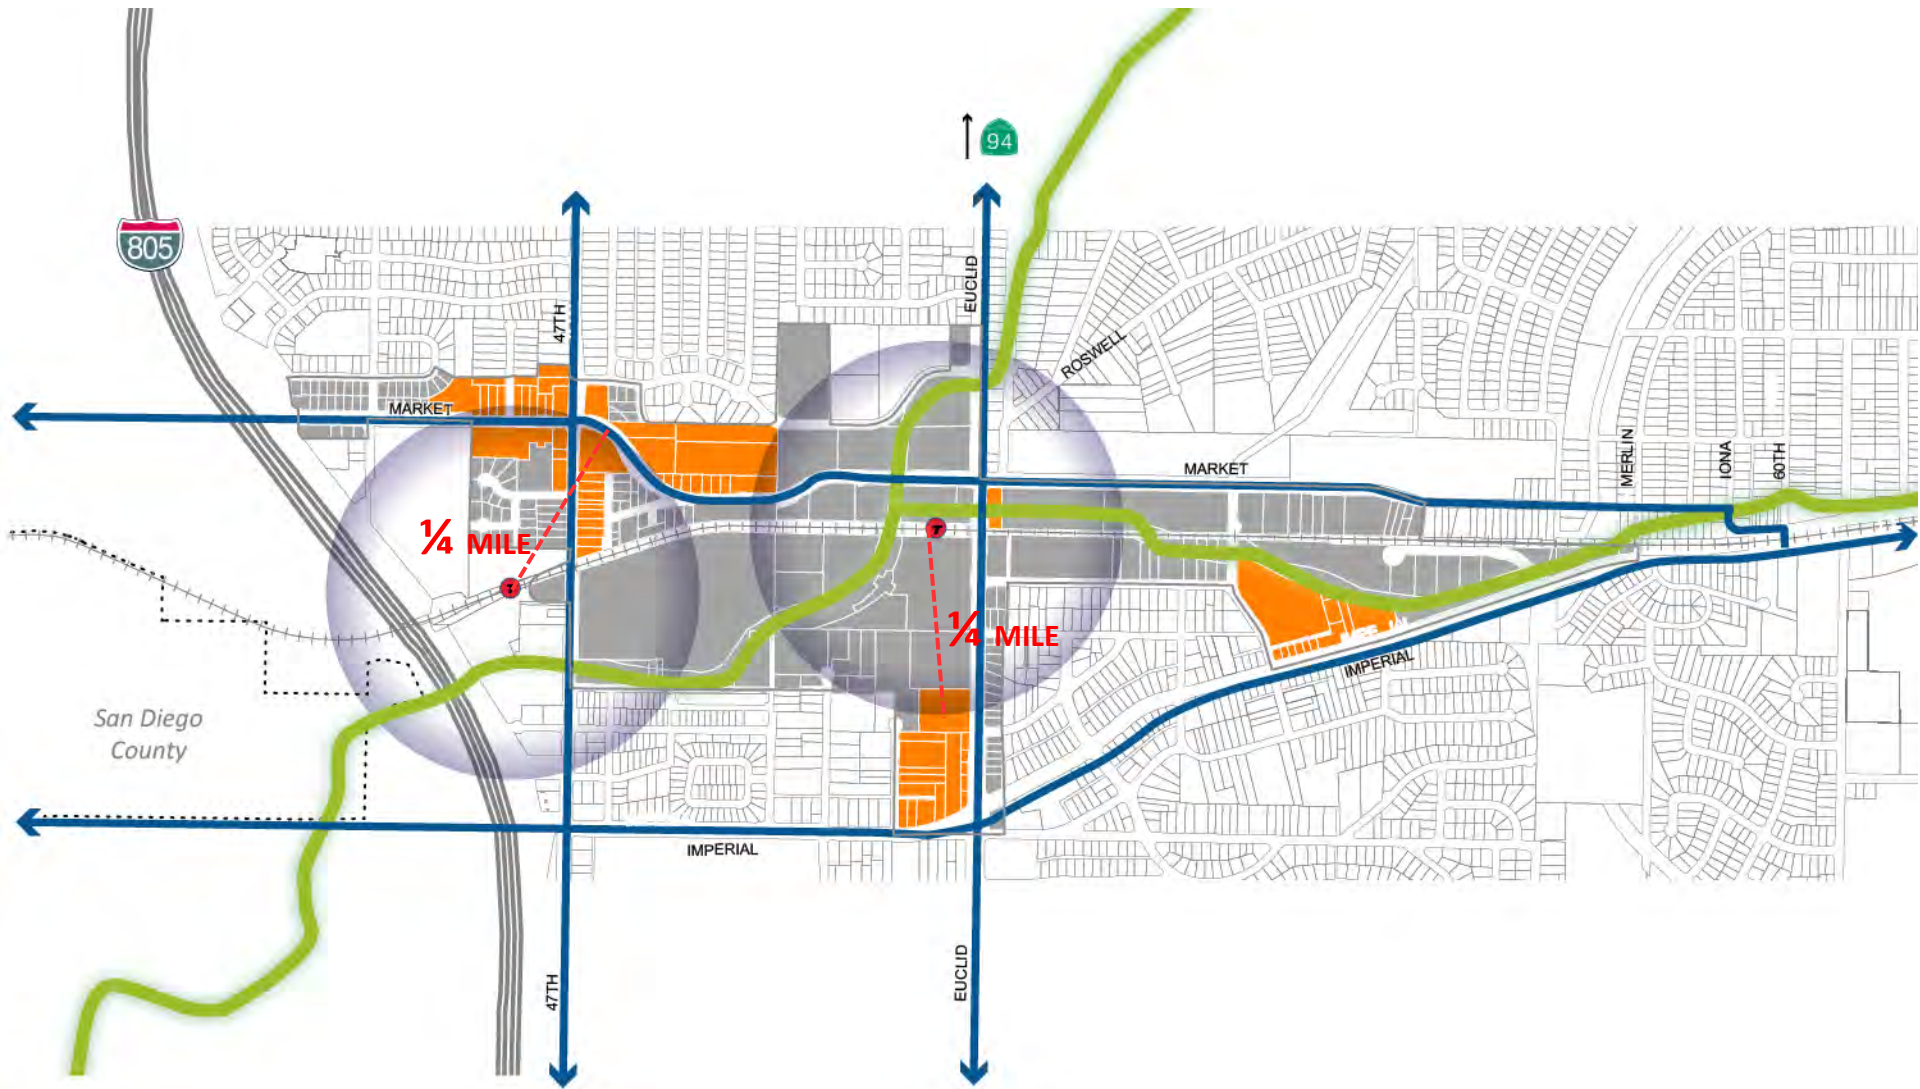 94
805
EUCLID
47TH
ROSWELL
MARKET
MARKET
MERLIN
IONA
60TH
¼ MILE
¼ MILE
IMPERIAL
San Diego
County
IMPERIAL
47TH
EUCLID